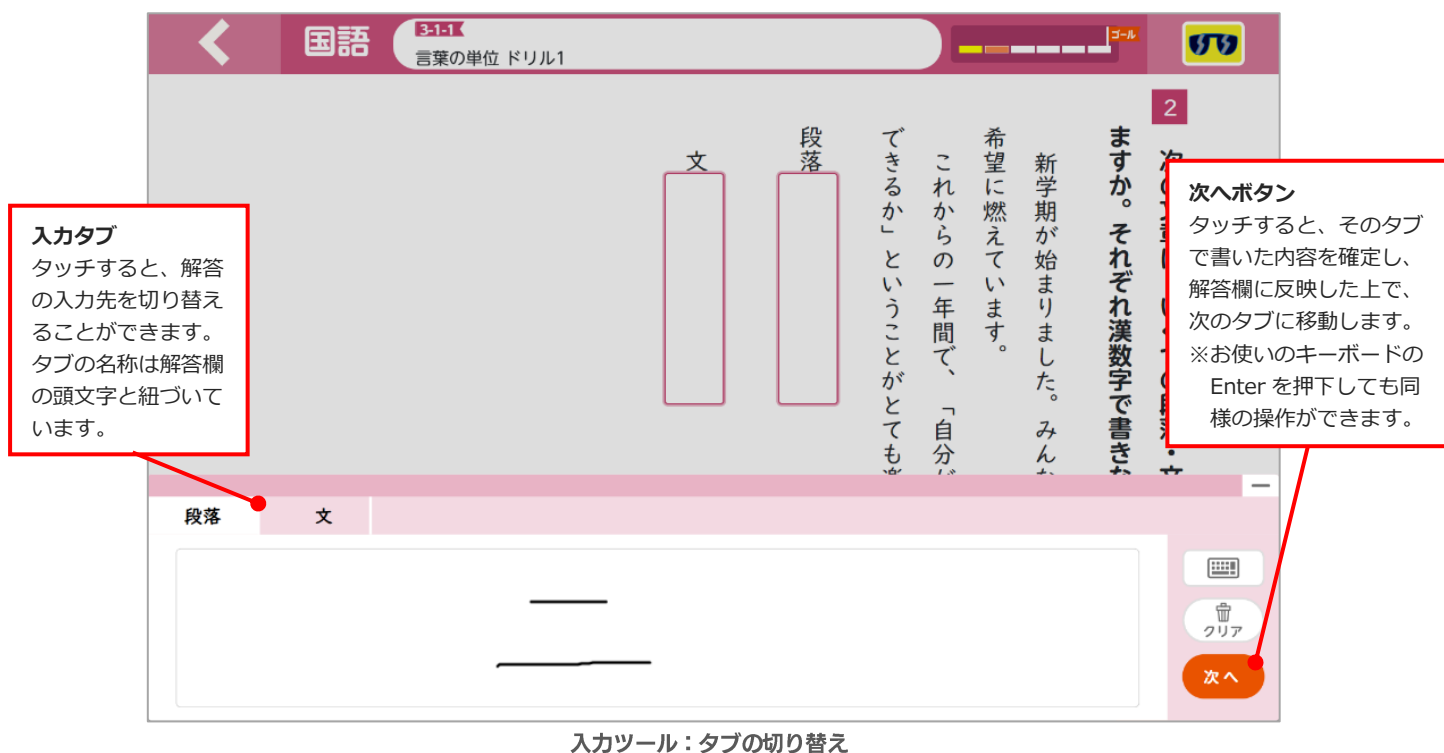 国語
3-1-1
言葉の単位 ドリル1
ゴール
2
ますか。それぞれ漢数字で書きな
新学期が始まりました。みんな
希望に燃えています。
これからの一年間で、「自分が
できるか」ということがとても楽
段落
文
入力タブ
タッチすると、解答
の入力先を切り替え
ることができます。
タブの名称は解答欄
の頭文字と紐づいて
います。
次へボタン
タッチすると、そのタブ
で書いた内容を確定し、
解答欄に反映した上で、
次のタブに移動します。
※お使いのキーボードの
Enter を押下しても同
様の操作ができます。
段落
文
二
クリア
次へ
入力ツール：タブの切り替え